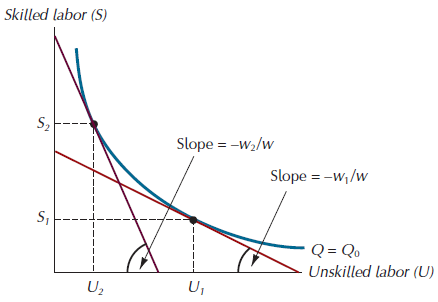 Skilled labor (S)
S₂
Slope = –w₂/w
Slope = –w₁/w
S₁
Q = Q₀
Unskilled labor (U)
U₂
U₁